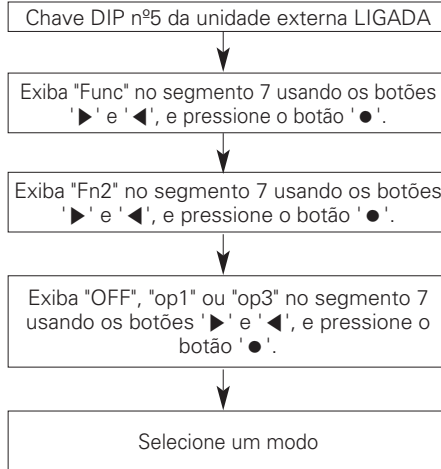 Chave DIP nº5 da unidade externa LIGADA
Exiba "Func" no segmento 7 usando os botões
'▶' e '◀', e pressione o botão '●'.
Exiba "Fn2" no segmento 7 usando os botões
'▶' e '◀', e pressione o botão '●'.
Exiba "OFF", "op1" ou "op3" no segmento 7
usando os botões '▶' e '◀', e pressione o
botão '●'.
Selecione um modo